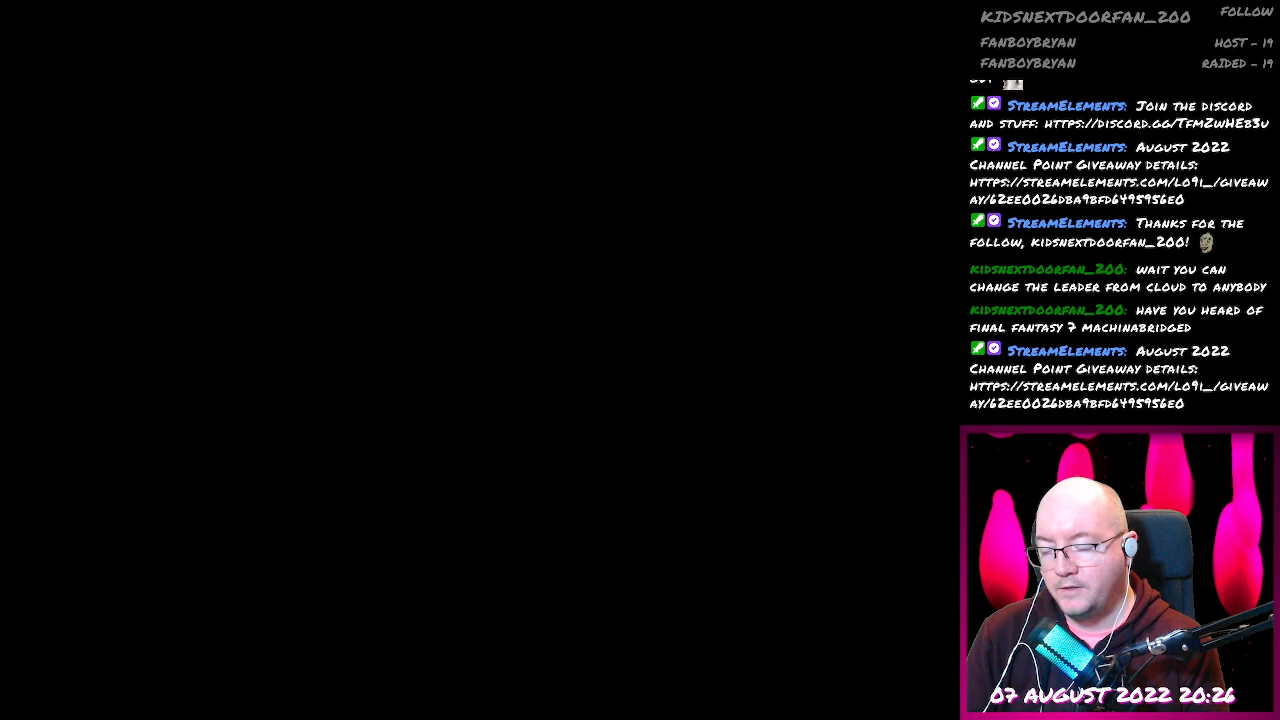 KIDSNEXTDOORFAN_200 FOLLOW
FANBOYBRYAN HOST - 19
FANBOYBRYAN RAIDED - 19
StreamElements: Join the discord
and stuff: https://discord.gg/TfmZwHEb3u
StreamElements: August 2022
Channel Point Giveaway details:
https://streamelements.com/lo9i_/giveaw
ay/62ee0026dba9bfd6495956e0
StreamElements: Thanks for the
follow, kidsnextdoorfan_200!
kidsnextdoorfan_200: wait you can
change the leader from cloud to anybody
kidsnextdoorfan_200: have you heard of
final fantasy 7 machinabridged
StreamElements: August 2022
Channel Point Giveaway details:
https://streamelements.com/lo9i_/giveaw
ay/62ee0026dba9bfd6495956e0
07 AUGUST 2022 20:26